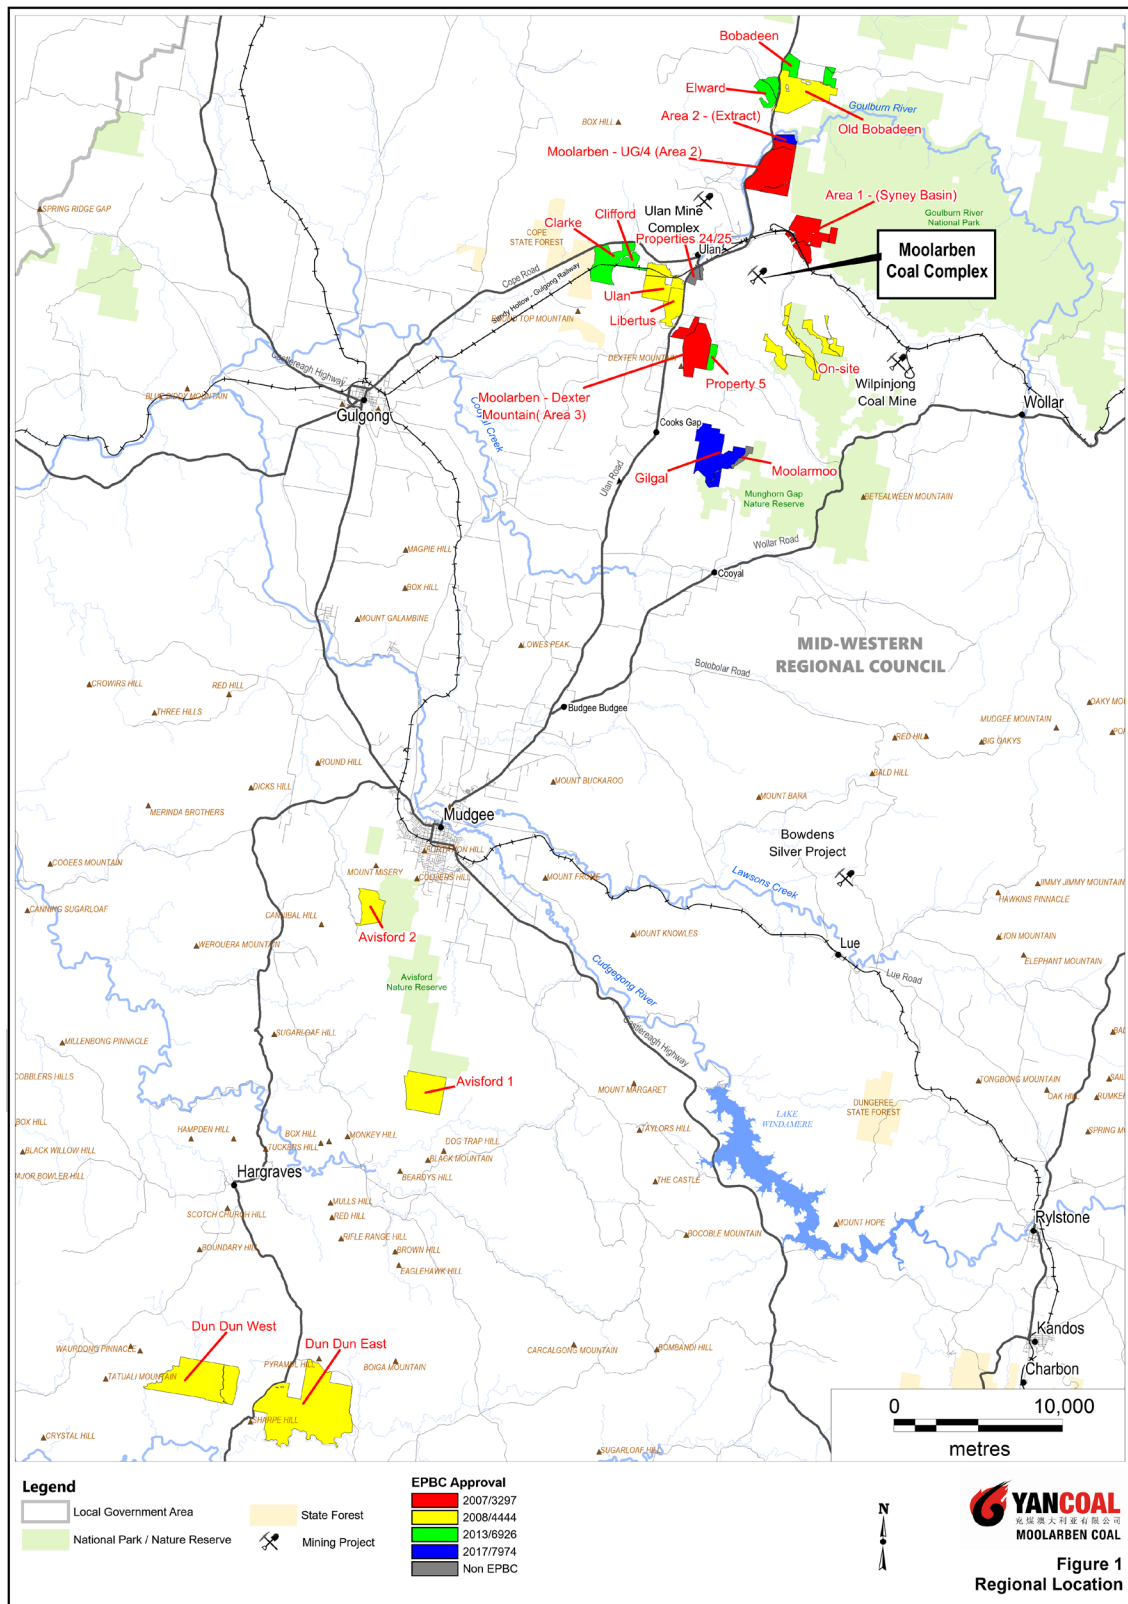 Bobadeen
Elward
Goulburn River
Area 2 - (Extract)
BOX HILL
Old Bobadeen
Moolarben - UG/4 (Area 2)
Area 1 - (Syney Basin)
SPRING RIDGE GAP
Ulan Mine
Complex
Goulburn River
National Park
Clifford
Clarke
COPE
STATE FOREST
Properties 24/25
Ulan
Moolarben
Coal Complex
Cope Road
Sandy Hollow - Gulgong Railway
Ulan
Libertus
TOP MOUNTAIN
DEXTER MOUNTAIN
On-site
Castlereagh Highway
Property 5
Wilpinjong
Coal Mine
Moolarben - Dexter
Mountain( Area 3)
Wollar
Gulgong
Cooyal Creek
Cooks Gap
Gilgal
Moolarmoo
Ulan Road
Munghorn Gap
Nature Reserve
BETEALWEEN MOUNTAIN
Wollar Road
MAGPIE HILL
Cooyal
BOX HILL
MOUNT GALAMBINE
LOWES PEAK
MID-WESTERN
REGIONAL COUNCIL
Botobolar Road
CROWIRS HILL
RED HILL
THREE HILLS
Budgee Budgee
MUDGEE MOUNTAIN
RED HILL
BIG OAKYS
ROUND HILL
DICKS HILL
MOUNT BUCKAROO
BALD HILL
MERINDA BROTHERS
MOUNT BARA
Mudgee
Bowdens
Silver Project
COOEES MOUNTAIN
MOUNT MISERY
Lawsons Creek
JIMMY JIMMY MOUNTAIN
HAWKINS PINNACLE
CANNING SUGARLOAF
CANNIBAL HILL
Avisford 2
MOUNT KNOWLES
LION MOUNTAIN
WEROUERA MOUNTAIN
Lue
ELEPHANT MOUNTAIN
Cudgegong River
Lue Road
Avisford
Nature Reserve
SUGARLOAF HILL
Castlereagh Highway
MILLENBONG PINNACLE
COBBLERS HILLS
Avisford 1
MOUNT MARGARET
TONGBONG MOUNTAIN
OAK HILL
DUNGEREE
STATE FOREST
LAKE
WINDAMERE
BOX HILL
HAMPDEN HILL
BOX HILL
MONKEY HILL
TAYLORS HILL
TUCKERS HILL
DOG TRAP HILL
BLACK WILLOW HILL
BLACK MOUNTAIN
Hargraves
BEARDYS HILL
THE CASTLE
MULLS HILL
SCOTCH CHURCH HILL
RED HILL
Rylstone
MOUNT HOPE
RIFLE RANGE HILL
BOCOBLE MOUNTAIN
BOUNDARY HILL
BROWN HILL
EAGLEHAWK HILL
Dun Dun West
Kandos
Dun Dun East
WAURDONG PINNACLE
CARCALGONG MOUNTAIN
BOMBANDI HILL
PYRAMUL HILL
BOIGA MOUNTAIN
Charbon
TATUALI MOUNTAIN
SHARPE HILL
CRYSTAL HILL
SUGARLOAF HILL
0 10,000
metres
Legend
Local Government Area
National Park / Nature Reserve
State Forest
Mining Project
EPBC Approval
2007/3297
2008/4444
2013/6926
2017/7974
Non EPBC
N
YANCOAL
兖煤澳大利亚有限公司
MOOLARBEN COAL
Figure 1
Regional Location